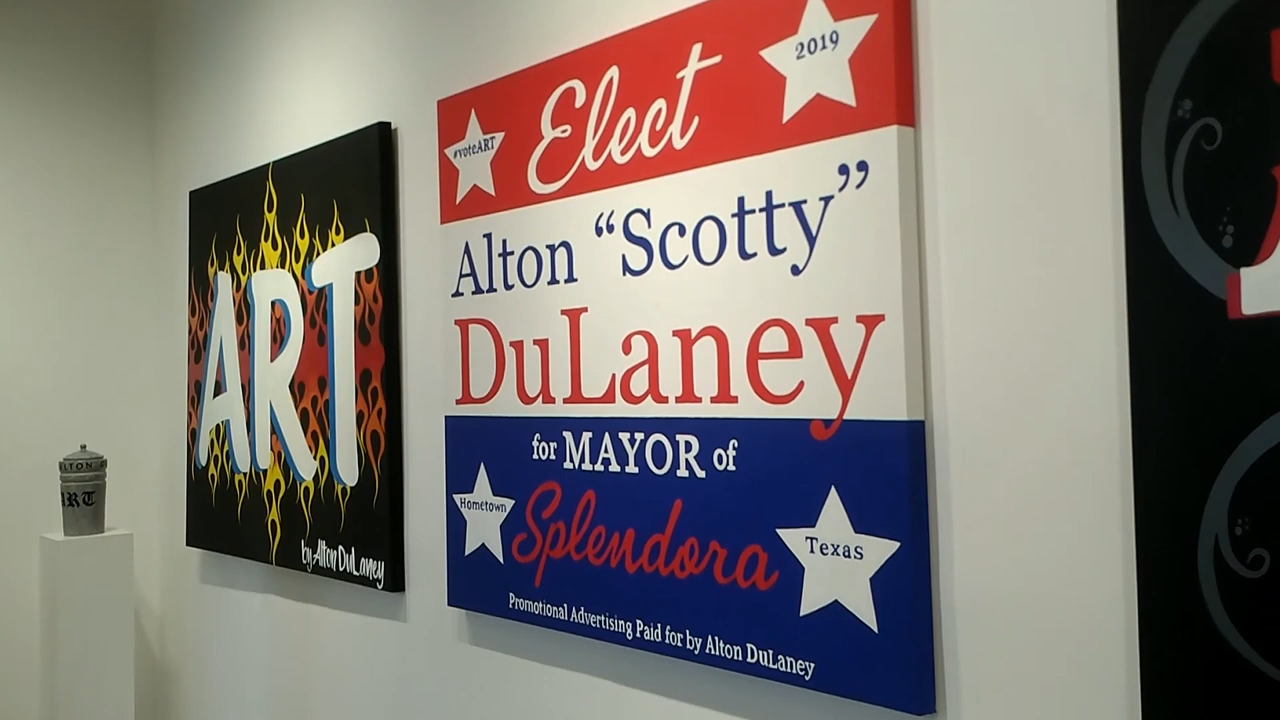 ALTON
ART
ART
by Alton DuLaney
#voteART
Elect
2019
Alton “Scotty”
DuLaney
for MAYOR of
Hometown
Splendora
Texas
Promotional Advertising Paid for by Alton DuLaney